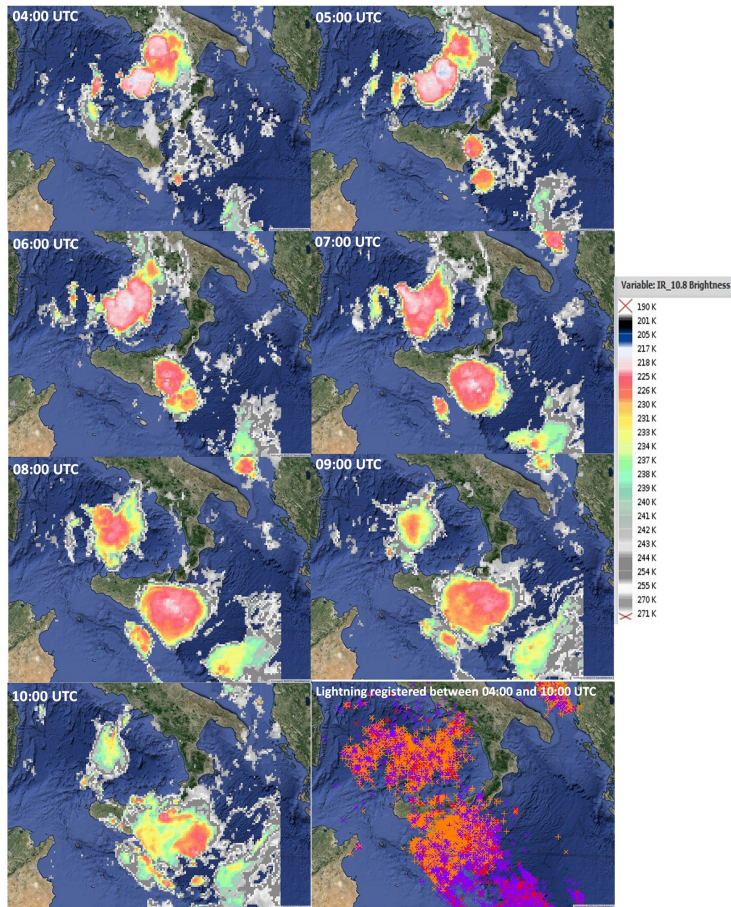 04:00 UTC
05:00 UTC
06:00 UTC
07:00 UTC
Variable: IR_10.8 Brightness
190 K
201 K
205 K
217 K
218 K
225 K
226 K
230 K
231 K
233 K
234 K
237 K
238 K
239 K
240 K
241 K
242 K
243 K
244 K
254 K
255 K
270 K
271 K
08:00 UTC
09:00 UTC
10:00 UTC
Lightning registered between 04:00 and 10:00 UTC